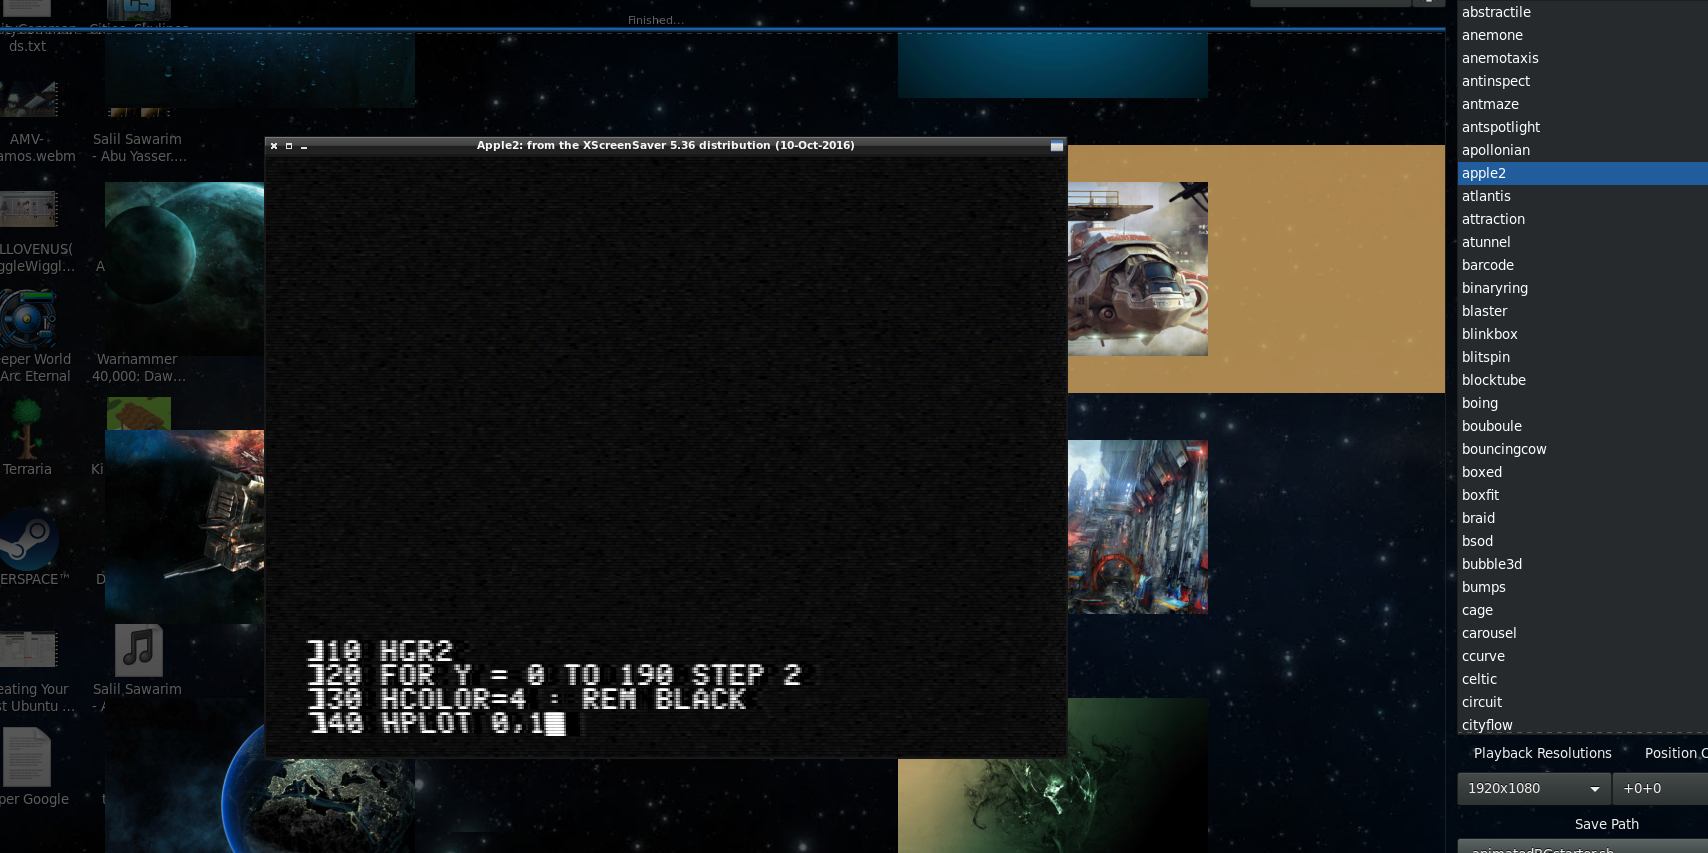 Finished...
ds.txt
AMV-
amos.webm
Salil Sawarim
- Abu Yasser....
LLOVENUS(
ggleWiggl...
A
eper World
Arc Eternal
Warnammer
40,000: Daw...
Terraria
Ki
ERSPACE™
D
eating Your
st Ubuntu ...
Salil Sawarim
- A
per Google
t
Apple2: from the XScreenSaver 5.36 distribution (10-Oct-2016)
]10 HGR2
]20 FOR Y = 0 TO 190 STEP 2
]30 HCOLOR=4 : REM BLACK
]40 HPLOT 0,1
abstractile
anemone
anemotaxis
antinspect
antmaze
antspotlight
apollonian
apple2
atlantis
attraction
atunnel
barcode
binaryring
blaster
blinkbox
blitspin
blocktube
boing
bouboule
bouncingcow
boxed
boxfit
braid
bsod
bubble3d
bumps
cage
carousel
ccurve
celtic
circuit
cityflow
Playback Resolutions Position C
1920x1080 +0+0
Save Path